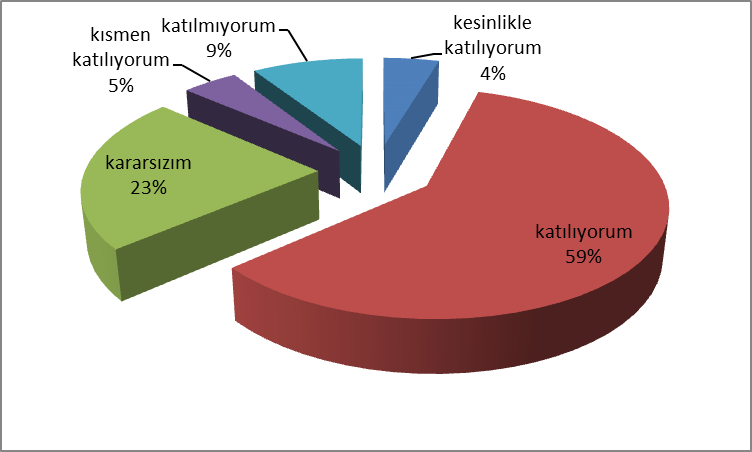 kesinlikle
katılıyorum
4%
katılıyorum
59%
kararsızım
23%
kısmen
katılıyorum
5%
katılmıyorum
9%